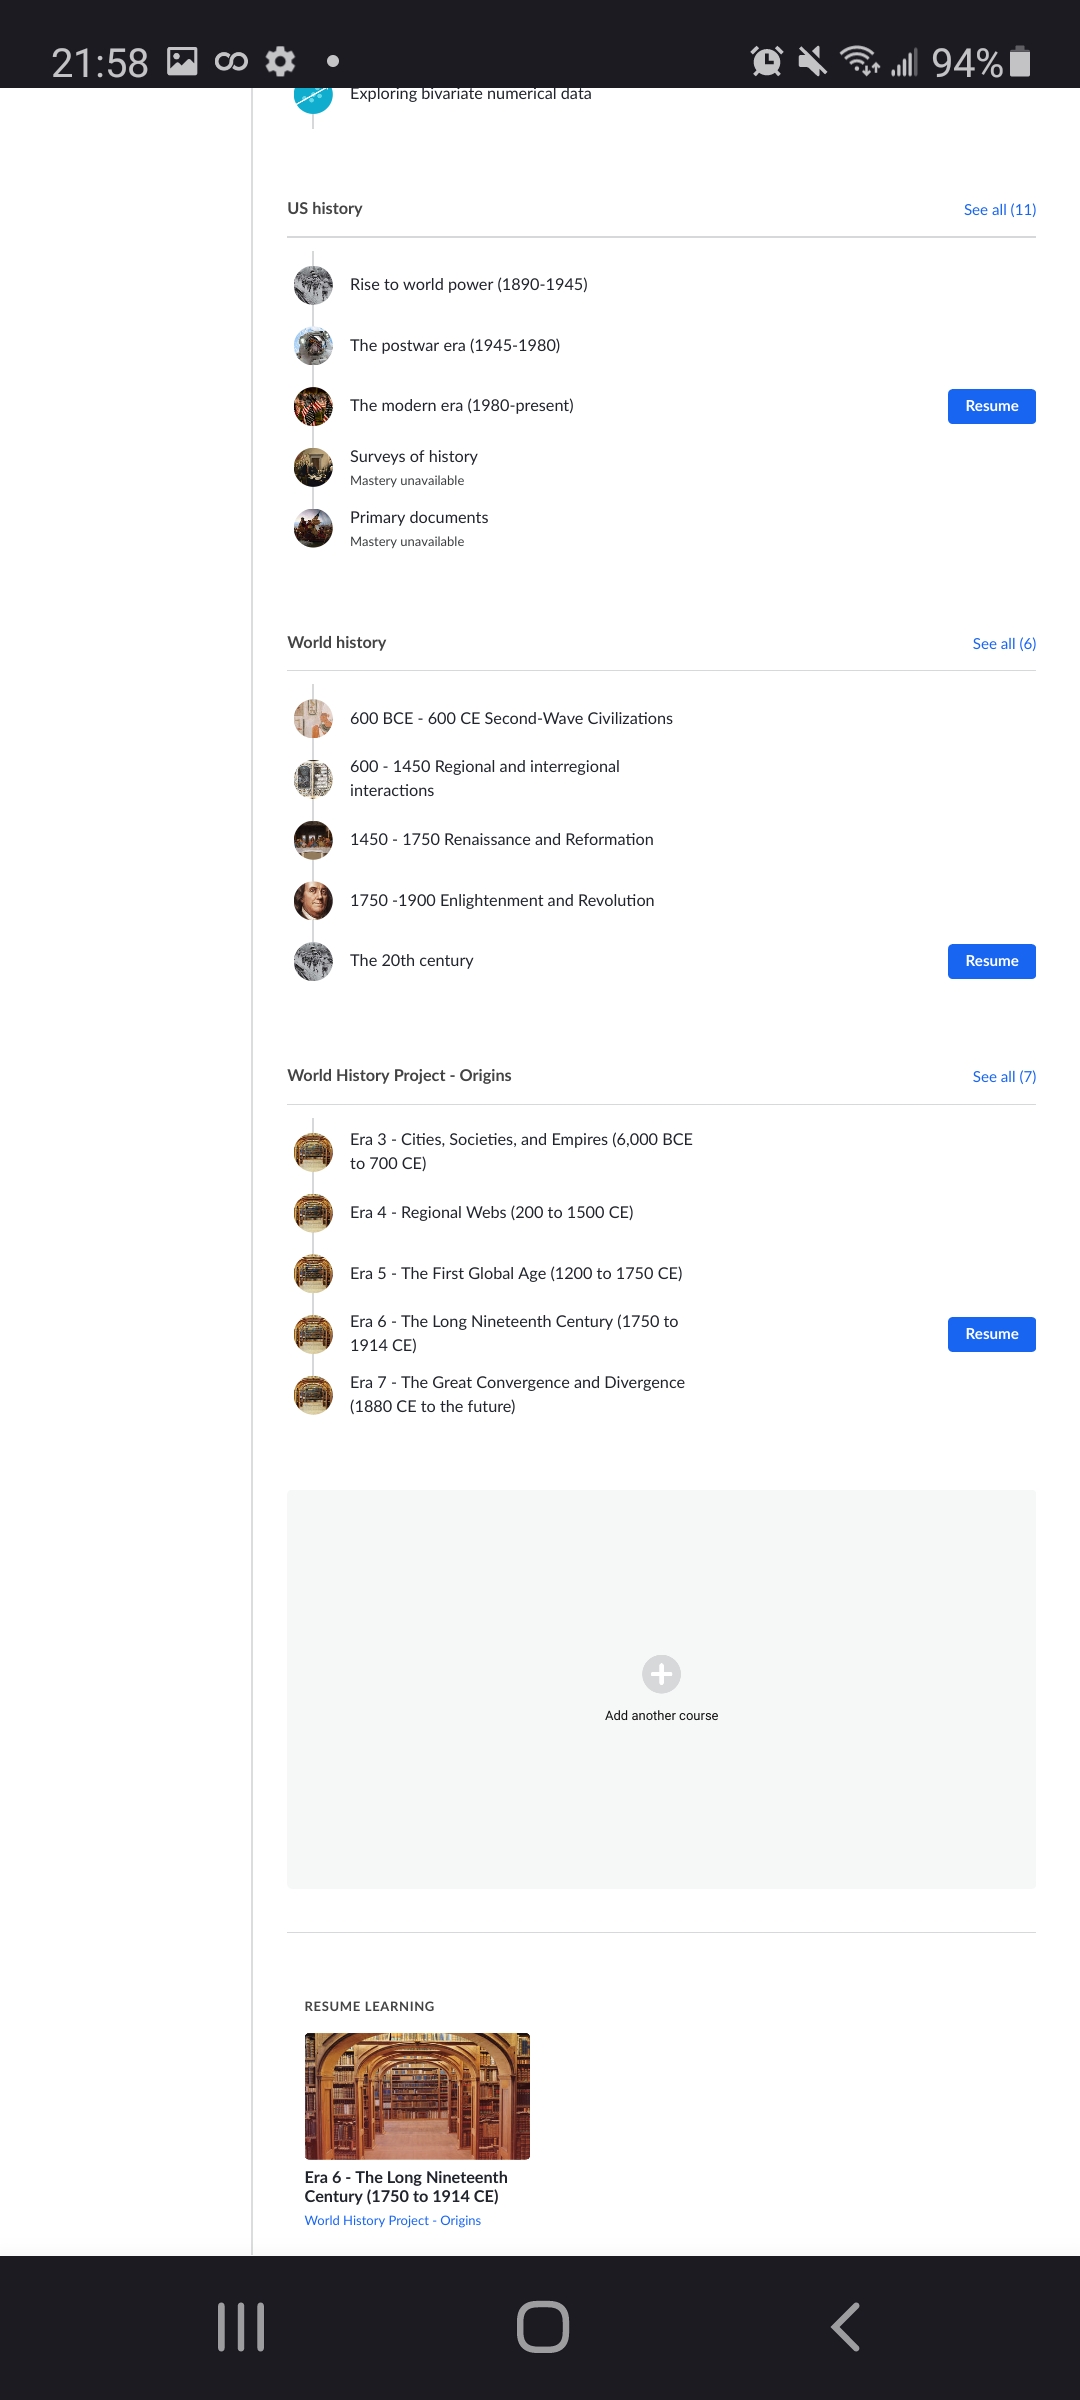 21:58
94%
Exploring bivariate numerical data
US history
See all (11)
Rise to world power (1890-1945)
The postwar era (1945-1980)
The modern era (1980-present)
Resume
Surveys of history
Mastery unavailable
Primary documents
Mastery unavailable
World history
See all (6)
600 BCE - 600 CE Second-Wave Civilizations
600 - 1450 Regional and interregional
interactions
1450 - 1750 Renaissance and Reformation
1750 -1900 Enlightenment and Revolution
The 20th century
Resume
World History Project - Origins
See all (7)
Era 3 - Cities, Societies, and Empires (6,000 BCE
to 700 CE)
Era 4 - Regional Webs (200 to 1500 CE)
Era 5 - The First Global Age (1200 to 1750 CE)
Era 6 - The Long Nineteenth Century (1750 to
1914 CE)
Resume
Era 7 - The Great Convergence and Divergence
(1880 CE to the future)
Add another course
RESUME LEARNING
Era 6 - The Long Nineteenth
Century (1750 to 1914 CE)
World History Project - Origins